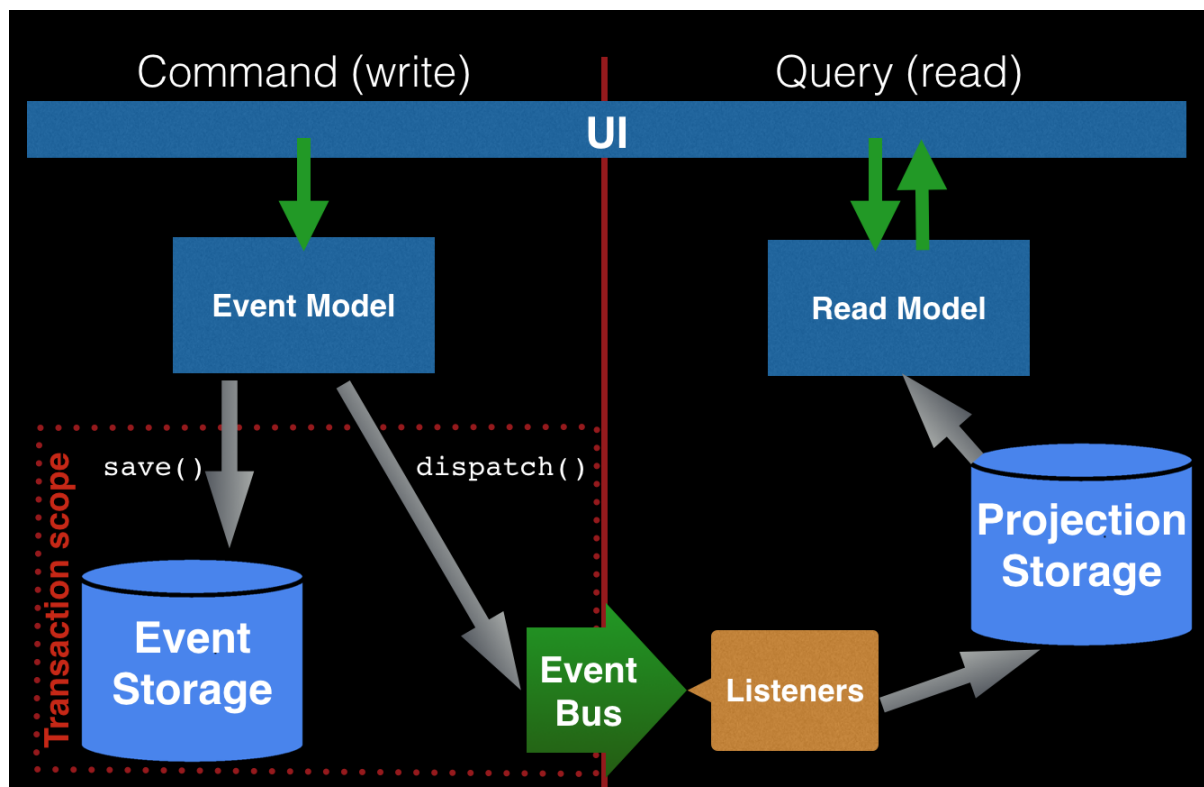 Command (write)
Query (read)
UI
Event Model
Read Model
save()
dispatch()
Transaction scope
Projection
Storage
Event
Storage
Event
Bus
Listeners